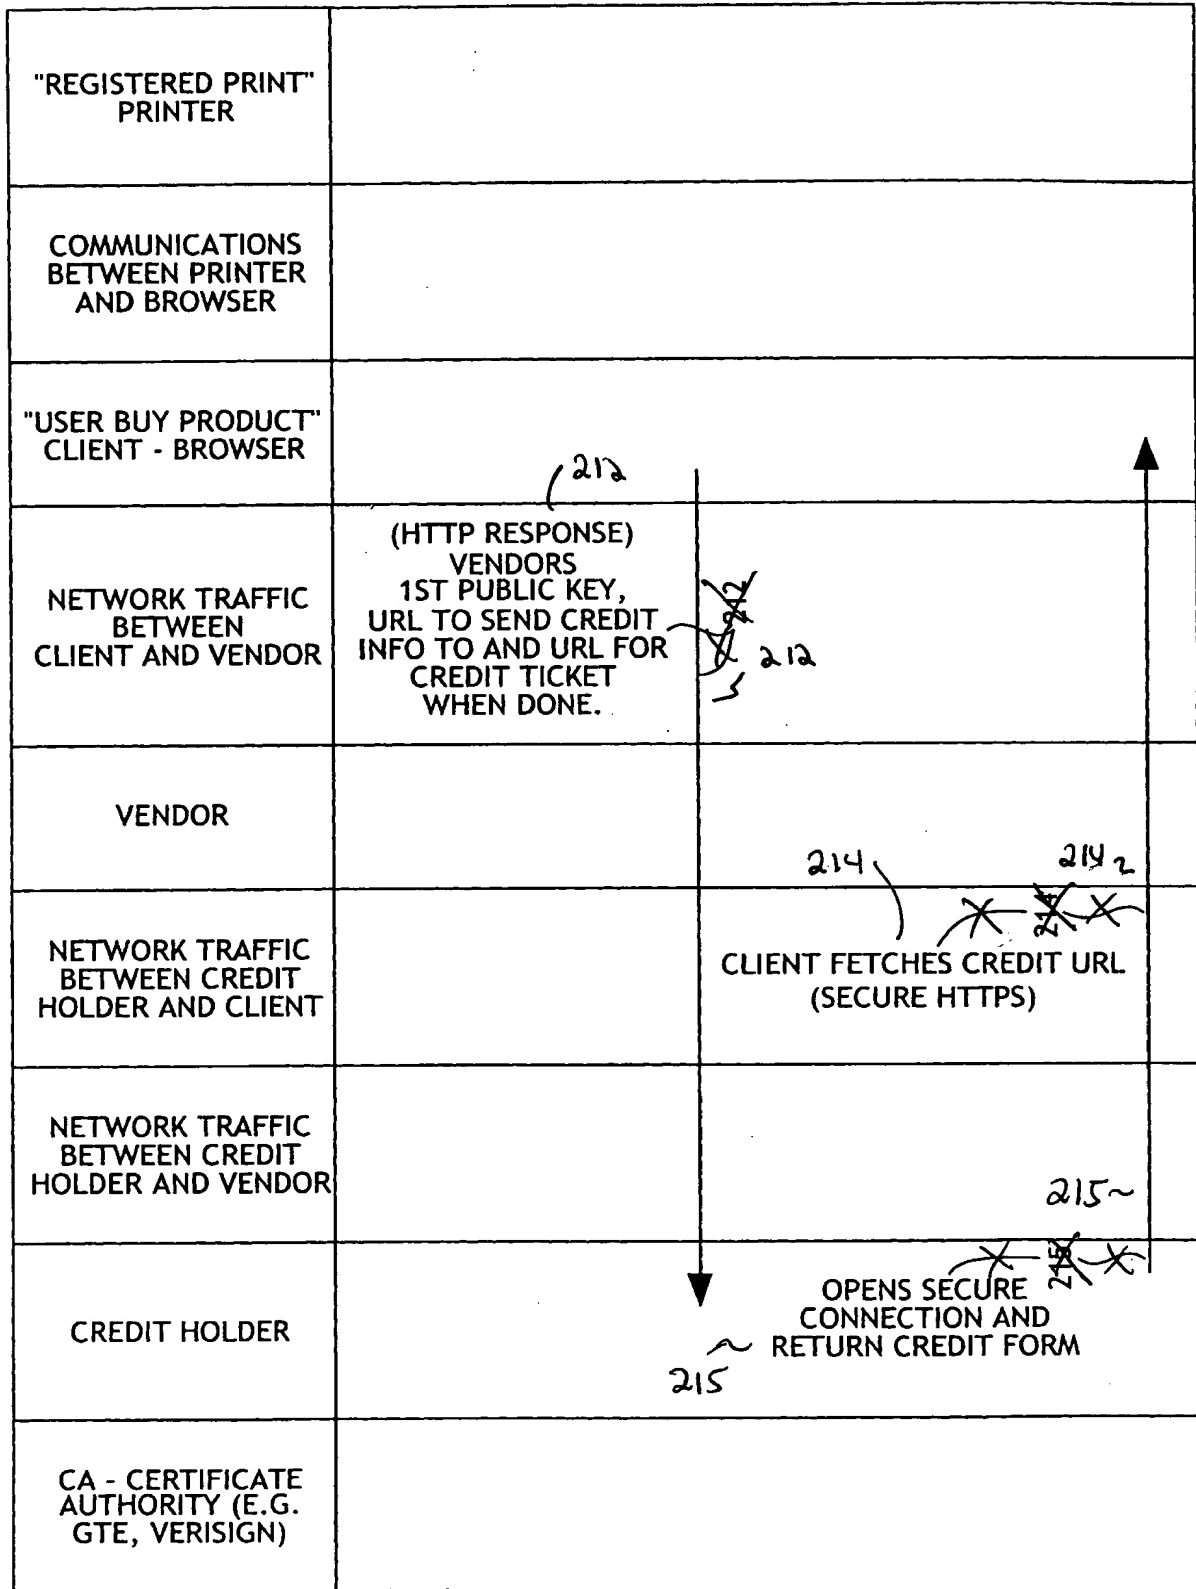 "REGISTERED PRINT"
PRINTER
COMMUNICATIONS
BETWEEN PRINTER
AND BROWSER
"USER BUY PRODUCT"
CLIENT - BROWSER
212
NETWORK TRAFFIC
BETWEEN
CLIENT AND VENDOR
(HTTP RESPONSE)
VENDORS
1ST PUBLIC KEY,
URL TO SEND CREDIT
INFO TO AND URL FOR
CREDIT TICKET
WHEN DONE.
212
212
VENDOR
214
214
NETWORK TRAFFIC
BETWEEN CREDIT
HOLDER AND CLIENT
214
CLIENT FETCHES CREDIT URL
(SECURE HTTPS)
NETWORK TRAFFIC
BETWEEN CREDIT
HOLDER AND VENDOR
215
CREDIT HOLDER
215
OPENS SECURE
CONNECTION AND
RETURN CREDIT FORM
215
CA - CERTIFICATE
AUTHORITY (E.G.
GTE, VERISIGN)